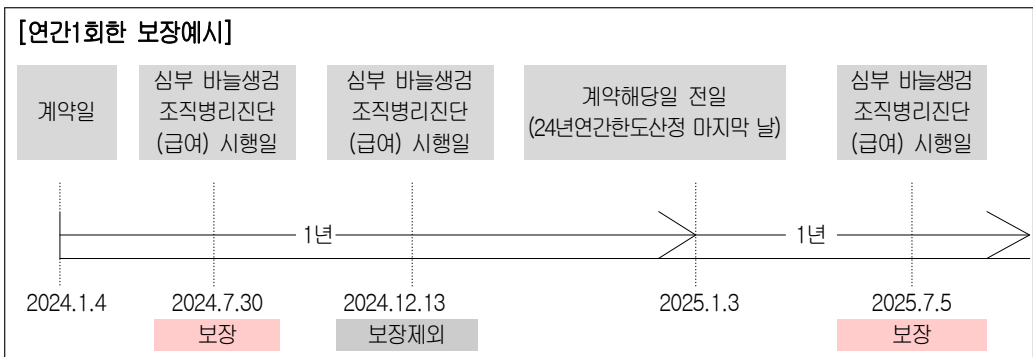 [연간1회한 보장예시]
계약일
심부 바늘생검
조직병리진단
(급여) 시행일
심부 바늘생검
조직병리진단
(급여) 시행일
계약해당일 전일
(24년연간한도산정 마지막 날)
심부 바늘생검
조직병리진단
(급여) 시행일
1년
1년
2024.1.4
2024.7.30
2024.12.13
2025.1.3
2025.7.5
보장
보장제외
보장